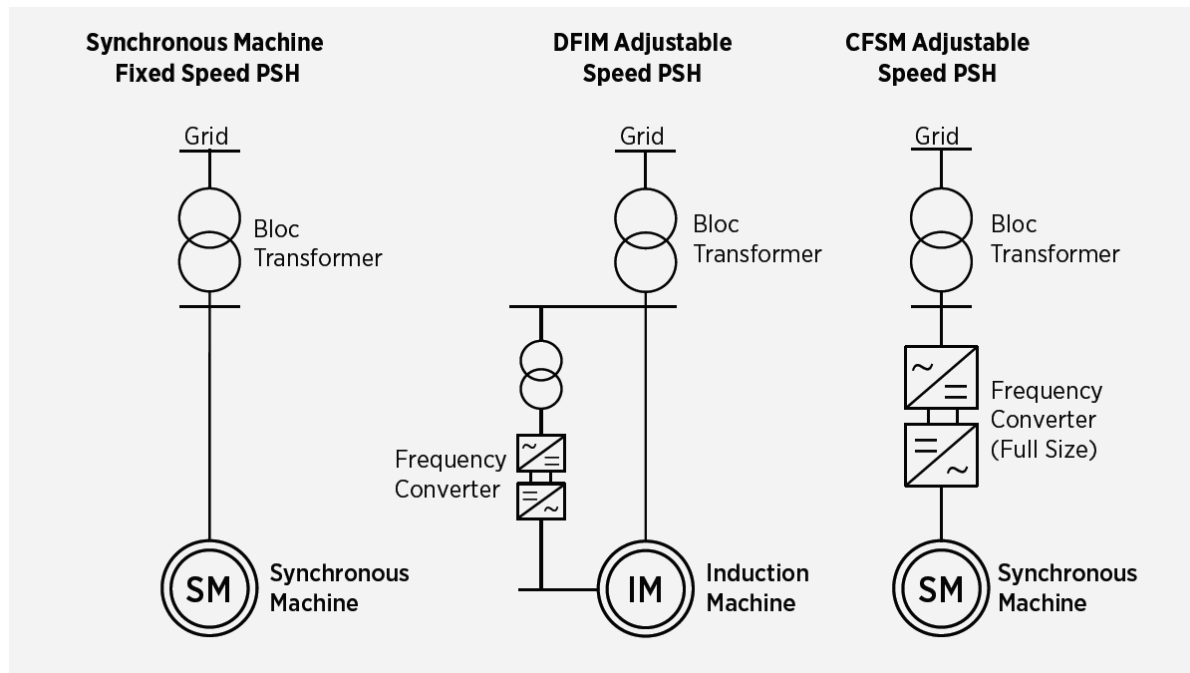 Synchronous Machine
Fixed Speed PSH
Grid
Bloc
Transformer
SM
Synchronous
Machine
DFIM Adjustable
Speed PSH
Grid
Bloc
Transformer
~
=
=
~
Frequency
Converter
IM
Induction
Machine
CFSM Adjustable
Speed PSH
Grid
Bloc
Transformer
~
=
=
~
Frequency
Converter
(Full Size)
SM
Synchronous
Machine